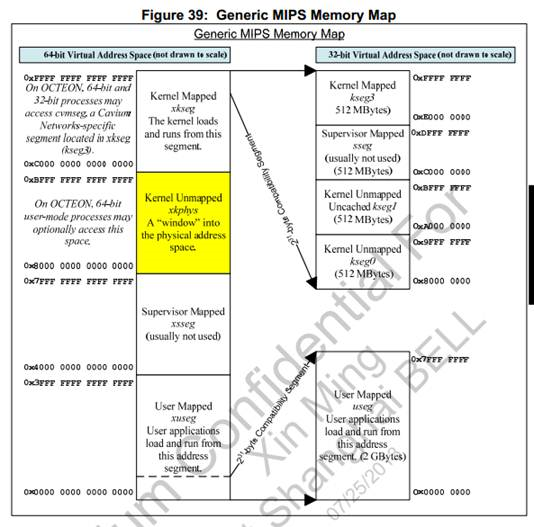 Figure 39: Generic MIPS Memory Map
Generic MIPS Memory Map
64-bit Virtual Address Space (not drawn to scale)
0xFFFF FFFF FFFF FFFF
On OCTEON, 64-bit and
32-bit processes may
access cvmseg, a Cavium
Networks-specific
segment located in xkseg
(kseg3).
0xC000 0000 0000 0000
0xBFFF FFFF FFFF FFFF
On OCTEON, 64-bit
user-mode processes may
optionally access this
space.
0x8000 0000 0000 0000
0x7FFF FFFF FFFF FFFF
0x4000 0000 0000 0000
0x3FFF FFFF FFFF FFFF
0x0000 0000 0000 0000
Kernel Mapped
xkseg
The kernel loads
and runs from this
segment.
Kernel Unmapped
xkphys
A “window” into
the physical address
space.
Supervisor Mapped
xsseg
(usually not used)
User Mapped
xuseg
User applications
load and run from
this address
segment.
2³¹-byte Compatibility Segment
2³¹-byte Compatibility Segment
32-bit Virtual Address Space (not drawn to scale)
Kernel Mapped
kseg3
512 MBytes)
Supervisor Mapped
sseg
(usually not used)
(512 MBytes)
Kernel Unmapped
Uncached kseg1
(512 MBytes)
Kernel Unmapped
kseg0
(512 MBytes)
User Mapped
useg
User applications
load and run from
this address
segment. (2 GBytes)
0xFFFF FFFF
0xE000 0000
0xDFFF FFFF
0xC000 0000
0xBFFF FFFF
0xA000 0000
0x9FFF FFFF
0x8000 0000
0x7FFF FFFF
0x0000 0000
Confidential For
Xin Ming
Shanghai BELL
07/25/2013